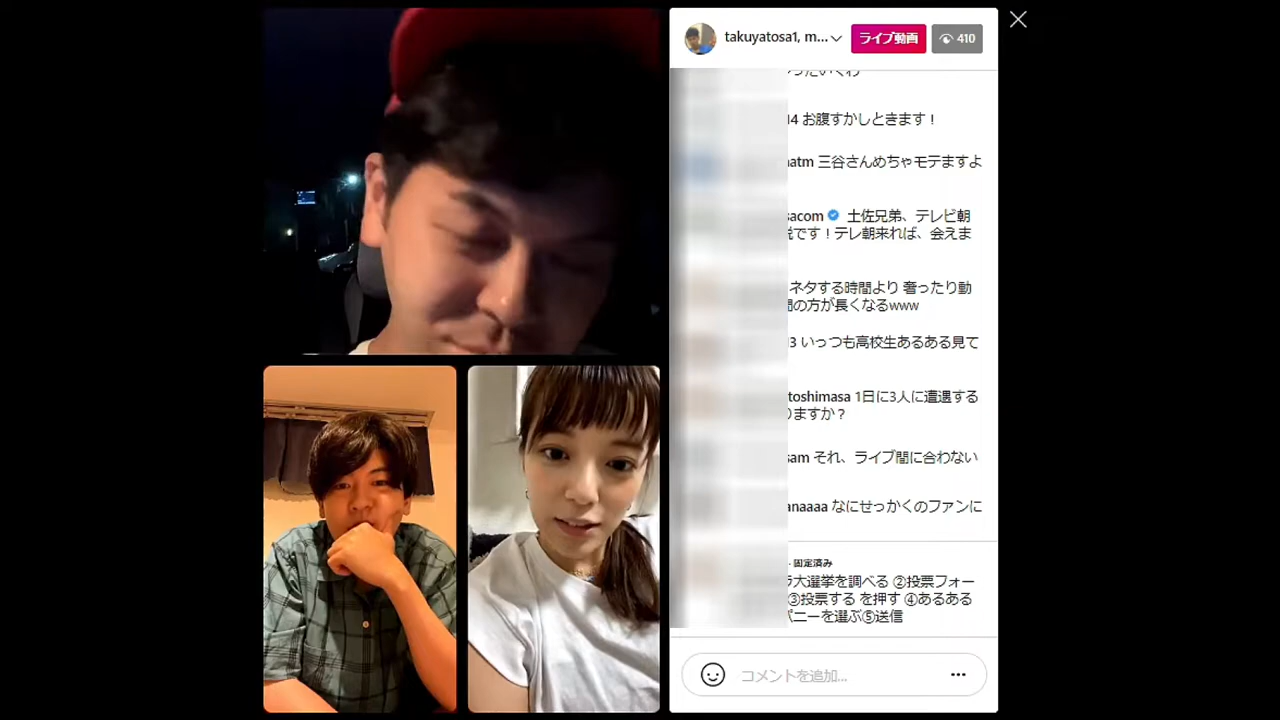 takuyatosa1, m...
ライブ動画
410
14 お腹すかしときます！
natm 三谷さんめちゃモテますよ
sacom 土佐兄弟、テレビ朝
説です！テレ朝来れば、会えま
ネタする時間より 奢ったり動
間の方が長くなるwww
13 いっつも高校生あるある見て
toshimasa 1日に3人に遭遇する
りますか？
sam それ、ライブ間に合わない
anaaaa なにせっかくのファンに
・固定済み
ラ大選挙を調べる ②投票フォー
③投票する を押す ④あるある
パニーを選ぶ⑤送信
コメントを追加...